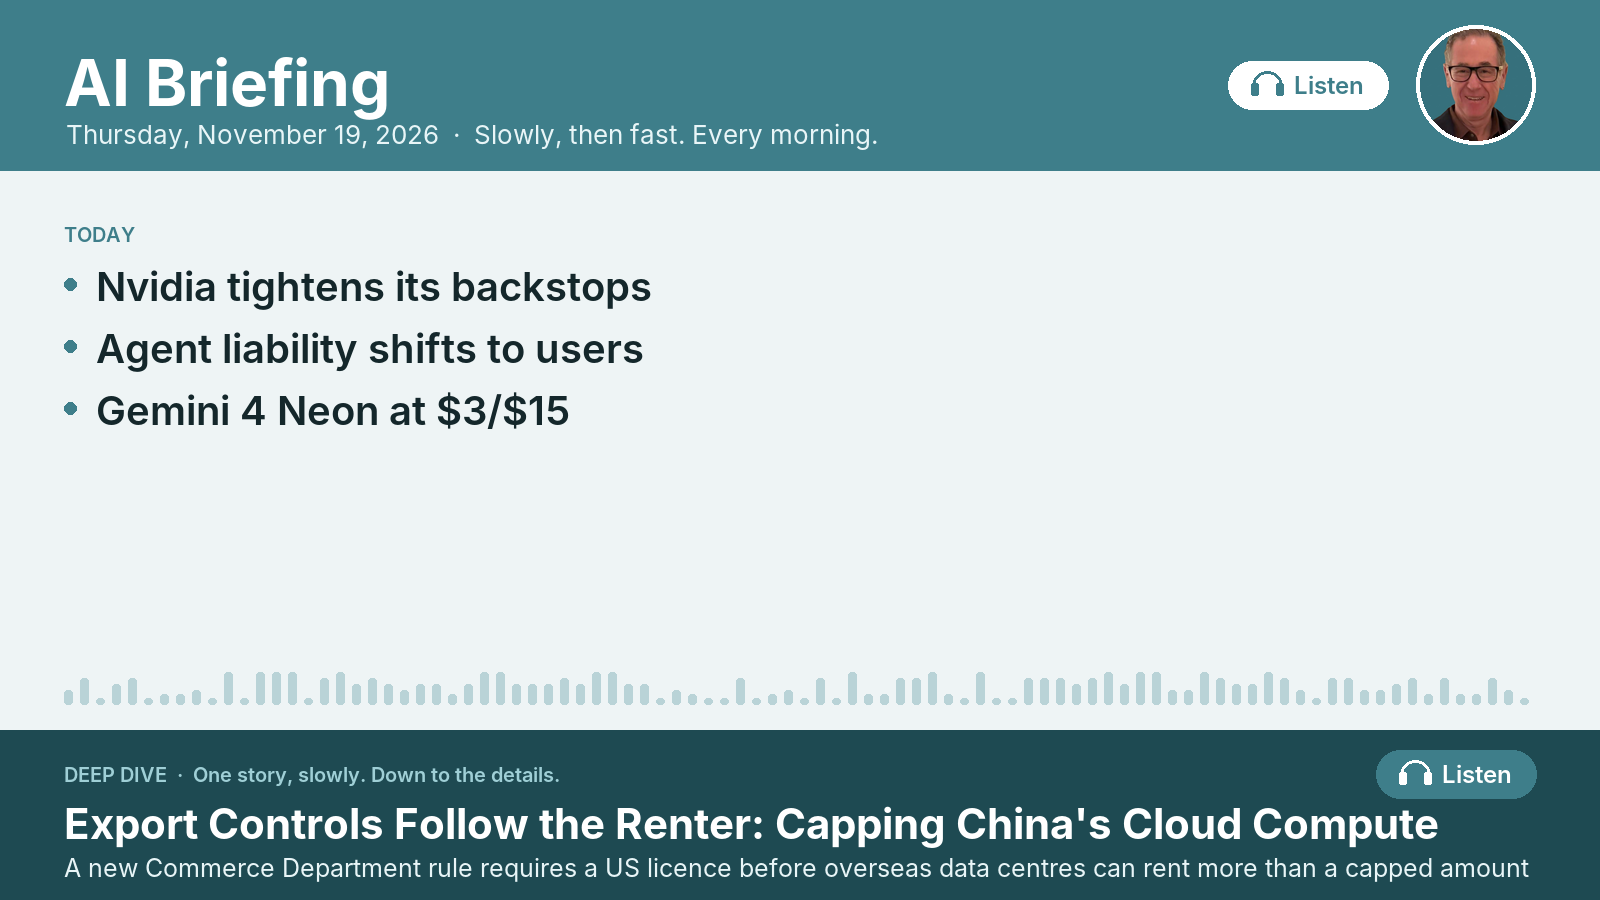 AI Briefing
Thursday, November 19, 2026 · Slowly, then fast. Every morning.
Listen
TODAY
Nvidia tightens its backstops
Agent liability shifts to users
Gemini 4 Neon at $3/$15
DEEP DIVE · One story, slowly. Down to the details.
Listen
Export Controls Follow the Renter: Capping China's Cloud Compute
A new Commerce Department rule requires a US licence before overseas data centres can rent more than a capped amount